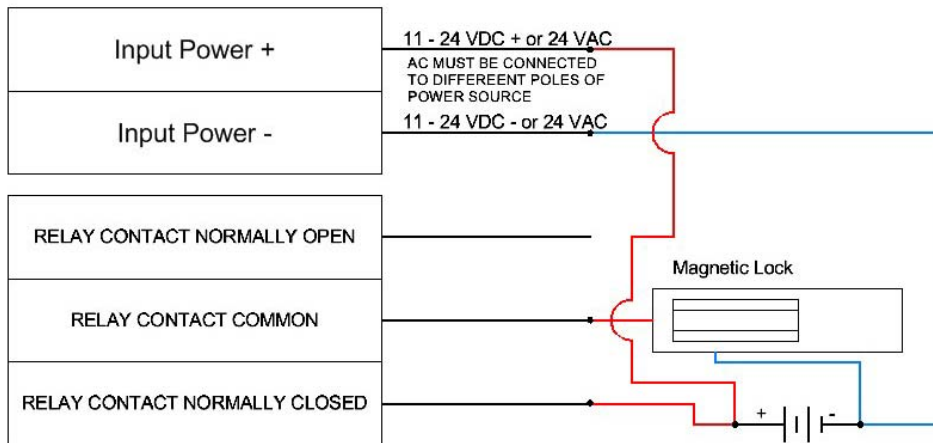 Input Power +
11 - 24 VDC + or 24 VAC
AC MUST BE CONNECTED
TO DIFFEREENT POLES OF
POWER SOURCE
Input Power -
11 - 24 VDC - or 24 VAC
RELAY CONTACT NORMALLY OPEN
Magnetic Lock
RELAY CONTACT COMMON
RELAY CONTACT NORMALLY CLOSED
+ -